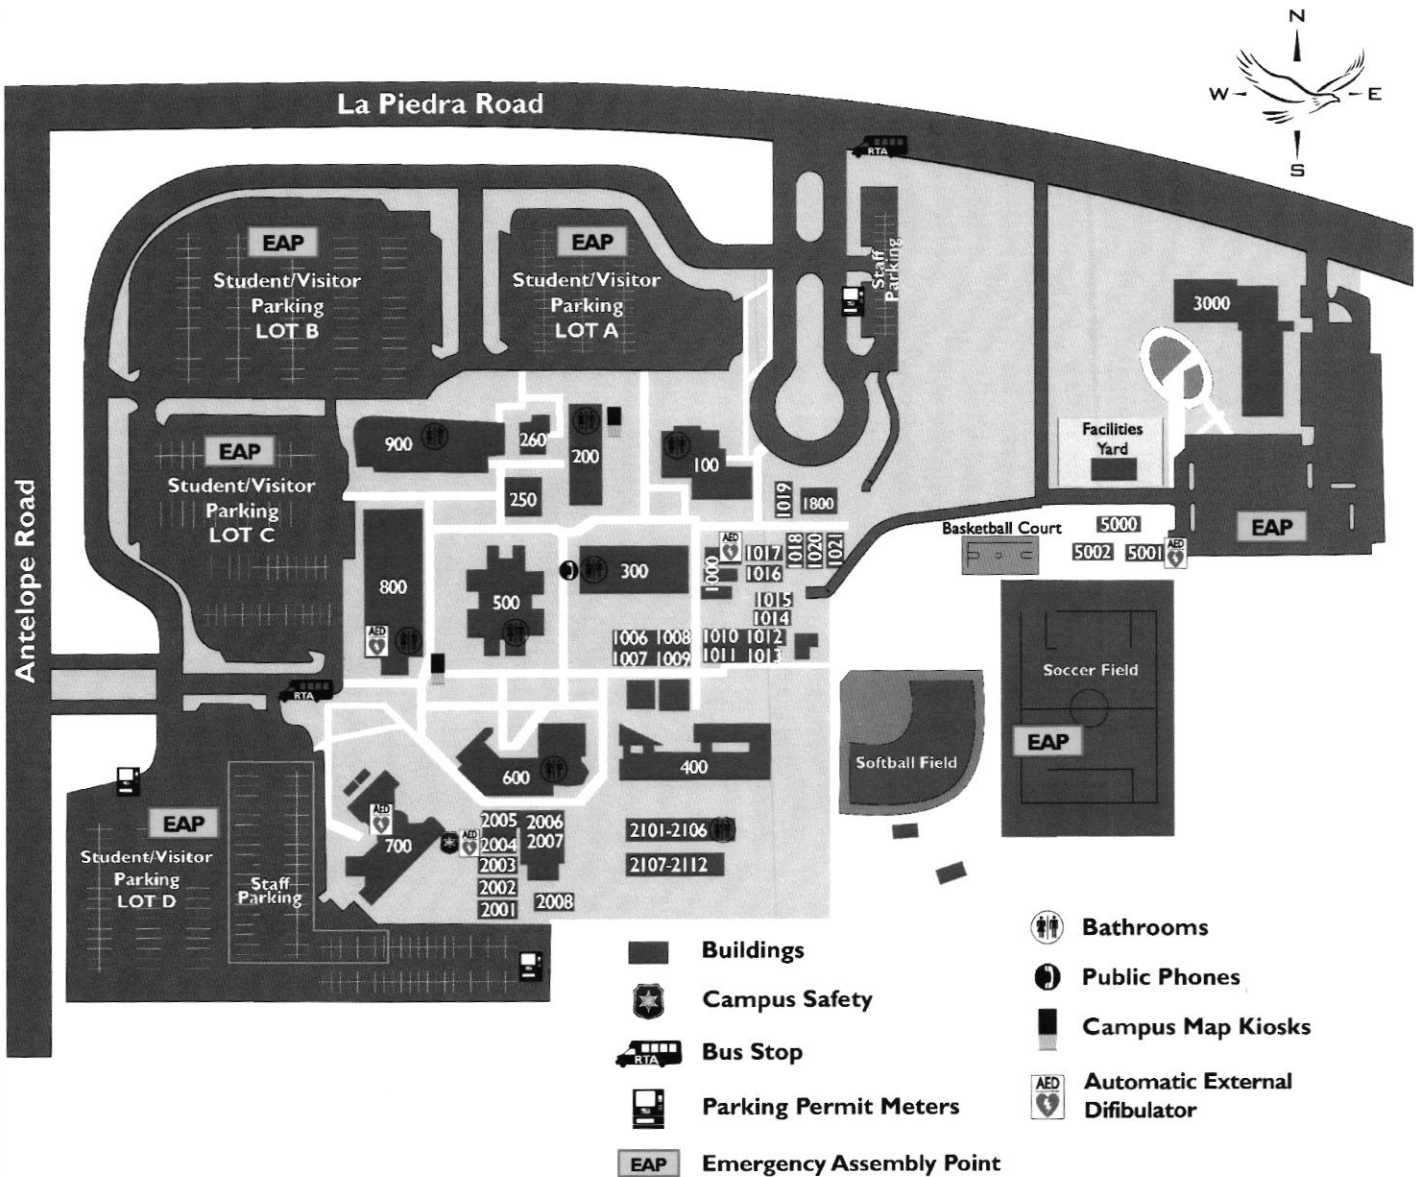 N
W
E
S
La Piedra Road
RTA
EAP
Student/Visitor
Parking
LOT B
EAP
Student/Visitor
Parking
LOT A
Staff
Parking
3000
EAP
Student/Visitor
Parking
LOT C
Antelope Road
900
260
200
250
100
Facilities
Yard
1019
1800
5000
5002
5001
AED
EAP
Basketball Court
800
AED
500
300
AED
1000
1017
1016
1018
1020
1021
1015
1014
1006
1008
1010
1012
1007
1009
1011
1013
RTA
Soccer Field
EAP
Softball Field
600
400
EAP
Student/Visitor
Parking
LOT D
Staff
Parking
AED
700
AED
2005
2006
2004
2007
2003
2002
2001
2008
2101-2106
2107-2112
Buildings
Campus Safety
RTA
Bus Stop
Parking Permit Meters
EAP
Emergency Assembly Point
Bathrooms
Public Phones
Campus Map Kiosks
AED
Automatic External
Difibulator